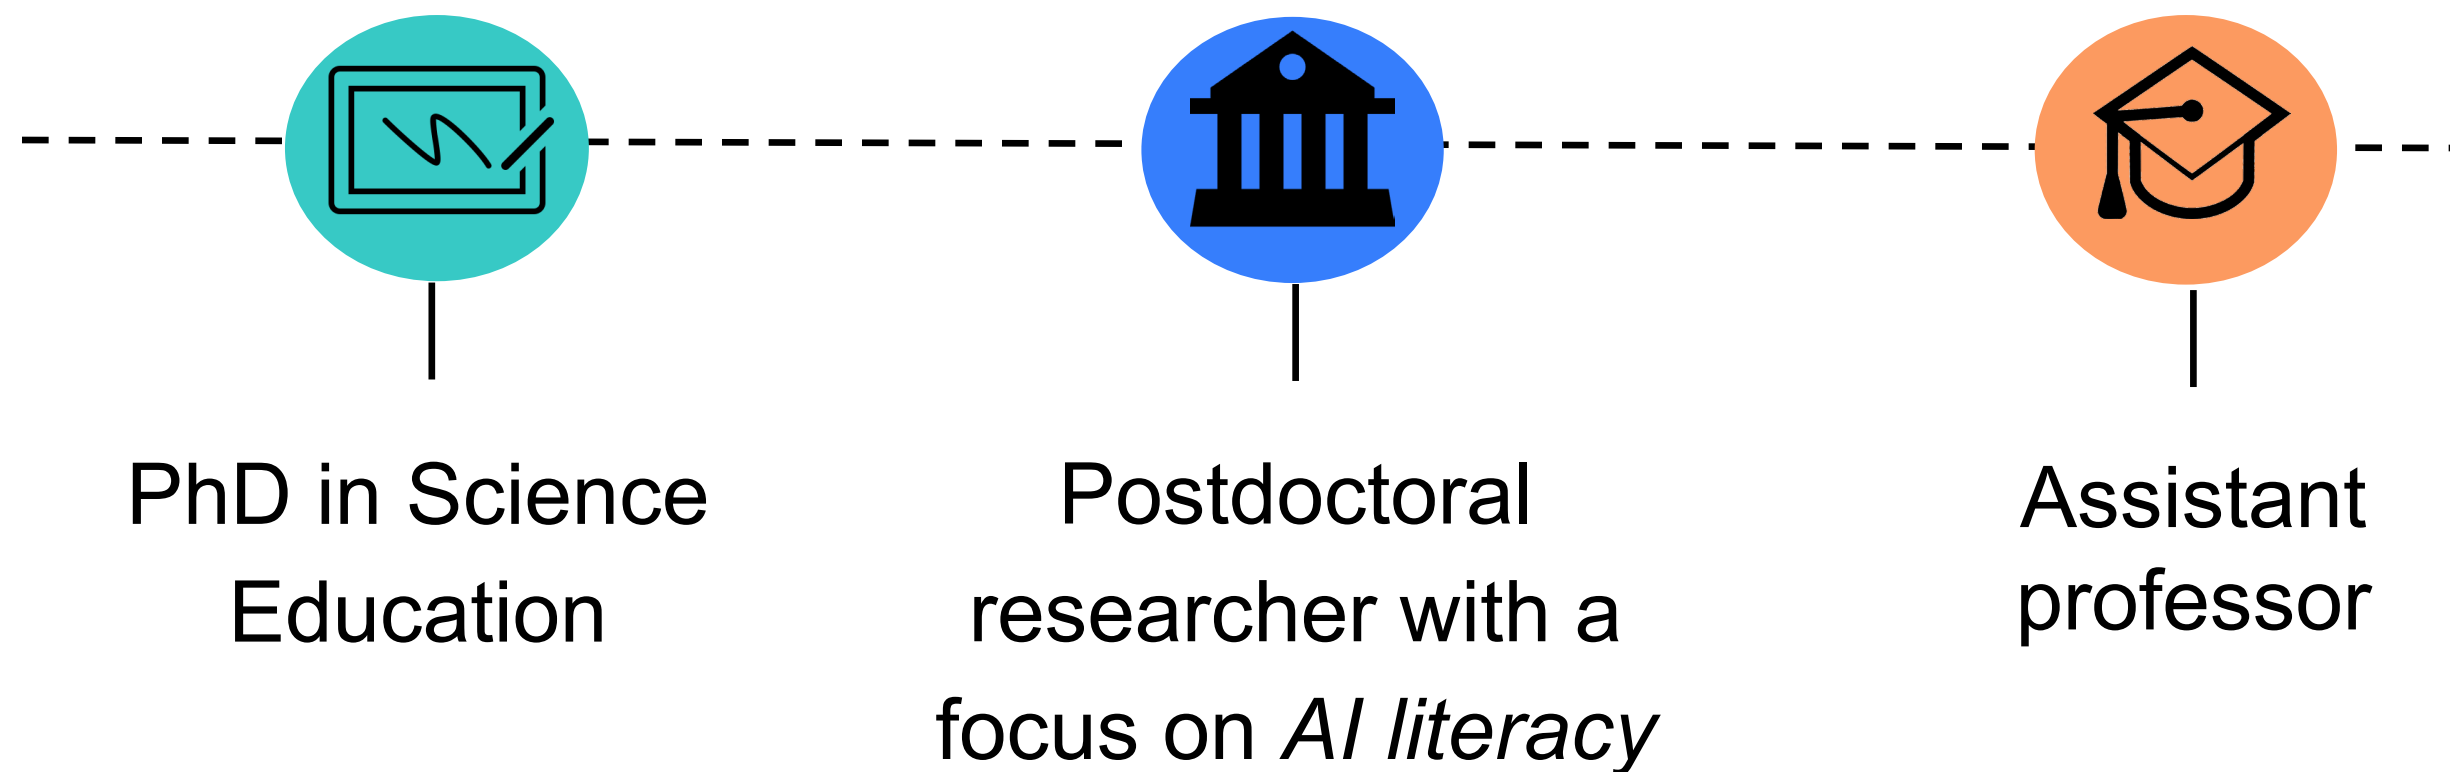 PhD in Science
Education
Postdoctoral
researcher with a
focus on AI literacy
Assistant
professor